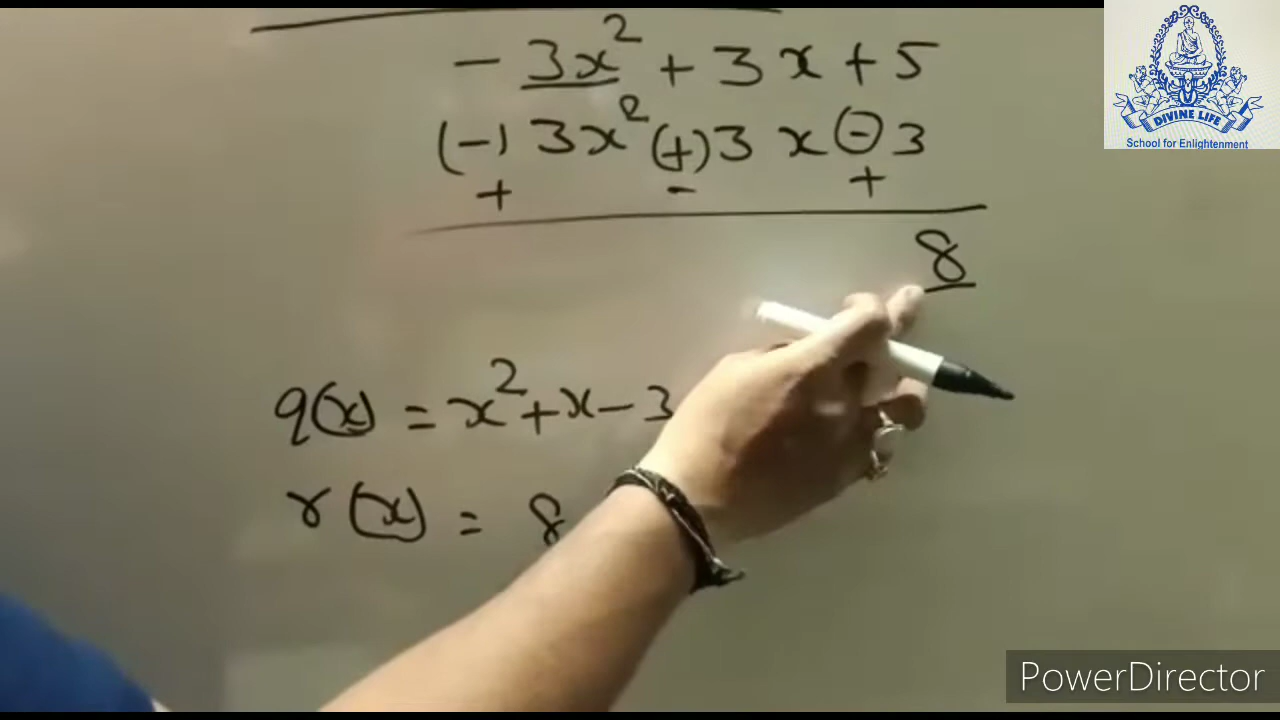 - 3x² + 3x + 5
(-) 3x² (+) 3x (-) 3
+ - +
8
q(x) = x² + x - 3
r(x) = 8
DIVINE LIFE
School for Enlightenment
PowerDirector